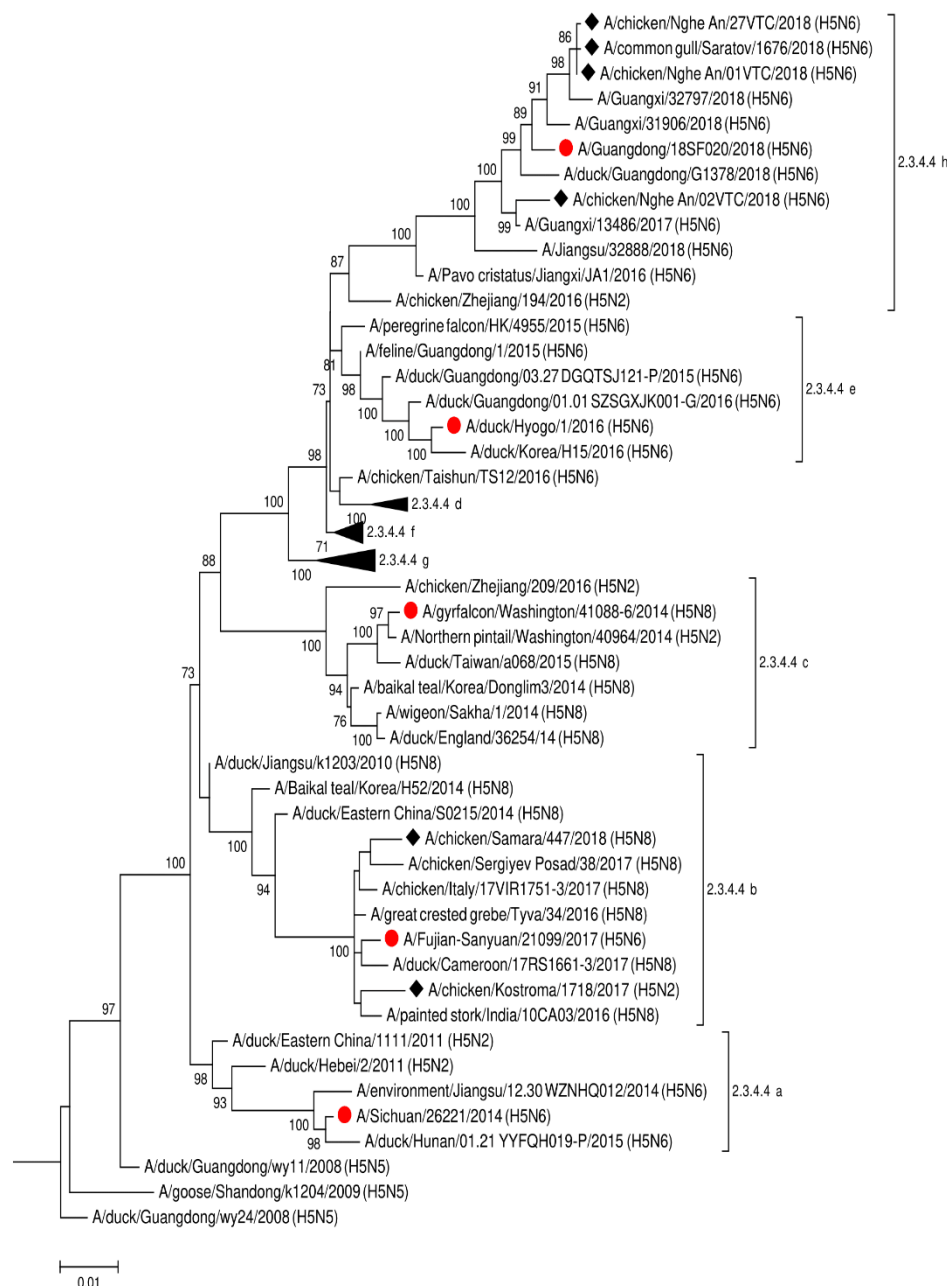 A/chicken/Nghe An/27VTC/2018 (H5N6)
86
A/common gull/Saratov/1676/2018 (H5N6)
98
A/chicken/Nghe An/01VTC/2018 (H5N6)
91
A/Guangxi/32797/2018 (H5N6)
89
A/Guangxi/31906/2018 (H5N6)
99
A/Guangdong/18SF020/2018 (H5N6)
2.3.4.4 h
100
A/duck/Guangdong/G1378/2018 (H5N6)
100
A/chicken/Nghe An/02VTC/2018 (H5N6)
99
A/Guangxi/13486/2017 (H5N6)
100
A/Jiangsu/32888/2018 (H5N6)
87
A/Pavo cristatus/Jiangxi/JA1/2016 (H5N6)
A/chicken/Zhejiang/194/2016 (H5N2)
A/peregrine falcon/HK/4955/2015 (H5N6)
81
A/feline/Guangdong/1/2015 (H5N6)
73
98
A/duck/Guangdong/03.27 DGQTSJ121-P/2015 (H5N6)
2.3.4.4 e
100
A/duck/Guangdong/01.01 SZSGXJK001-G/2016 (H5N6)
100
A/duck/Hyogo/1/2016 (H5N6)
100
A/duck/Korea/H15/2016 (H5N6)
98
A/chicken/Taishun/TS12/2016 (H5N6)
100
2.3.4.4 d
100
2.3.4.4 f
71
88
2.3.4.4 g
100
A/chicken/Zhejiang/209/2016 (H5N2)
97
A/gyrfalcon/Washington/41088-6/2014 (H5N8)
100
A/Northern pintail/Washington/40964/2014 (H5N2)
100
A/duck/Taiwan/a068/2015 (H5N8)
2.3.4.4 c
73
94
A/baikal teal/Korea/Donglim3/2014 (H5N8)
76
A/wigeon/Sakha/1/2014 (H5N8)
100
A/duck/England/36254/14 (H5N8)
A/duck/Jiangsu/k1203/2010 (H5N8)
A/Baikal teal/Korea/H52/2014 (H5N8)
A/duck/Eastern China/S0215/2014 (H5N8)
100
A/chicken/Samara/447/2018 (H5N8)
100
A/chicken/Sergiyev Posad/38/2017 (H5N8)
94
A/chicken/Italy/17VIR1751-3/2017 (H5N8)
2.3.4.4 b
A/great crested grebe/Tyva/34/2016 (H5N8)
A/Fujian-Sanyuan/21099/2017 (H5N6)
100
A/duck/Cameroon/17RS1661-3/2017 (H5N8)
A/chicken/Kostroma/1718/2017 (H5N2)
97
A/painted stork/India/10CA03/2016 (H5N8)
A/duck/Eastern China/1111/2011 (H5N2)
98
A/duck/Hebei/2/2011 (H5N2)
93
A/environment/Jiangsu/12.30 WZNHQ012/2014 (H5N6)
2.3.4.4 a
A/Sichuan/26221/2014 (H5N6)
100
A/duck/Hunan/01.21 YYFQH019-P/2015 (H5N6)
98
A/duck/Guangdong/wy11/2008 (H5N5)
A/goose/Shandong/k1204/2009 (H5N5)
A/duck/Guangdong/wy24/2008 (H5N5)
0.01